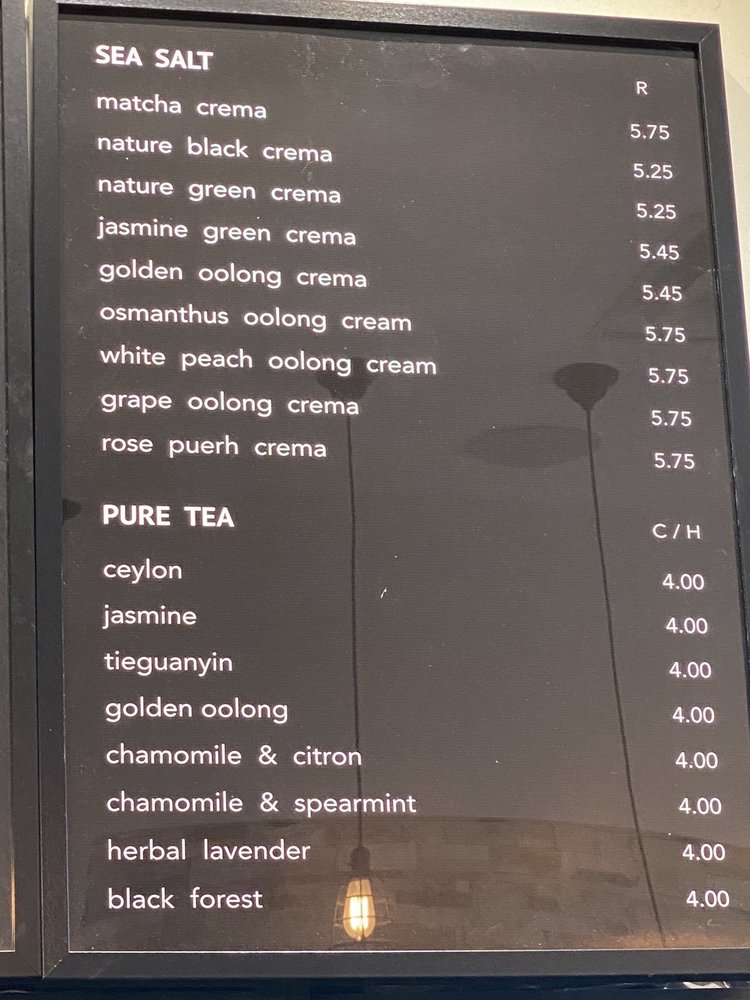 SEA SALT R
matcha crema 5.75
nature black crema 5.25
nature green crema 5.25
jasmine green crema 5.45
golden oolong crema 5.45
osmanthus oolong cream 5.75
white peach oolong cream 5.75
grape oolong crema 5.75
rose puerh crema 5.75
PURE TEA C / H
ceylon 4.00
jasmine 4.00
tieguanyin 4.00
golden oolong 4.00
chamomile & citron 4.00
chamomile & spearmint 4.00
herbal lavender 4.00
black forest 4.00